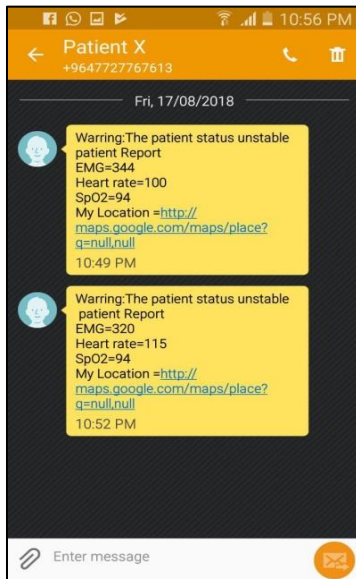 10:56 PM
Patient X
+9647727767613
Fri, 17/08/2018
Warring:The patient status unstable
patient Report
EMG=344
Heart rate=100
SpO2=94
My Location =http://
maps.google.com/maps/place?
q=null,null
10:49 PM
Warring:The patient status unstable
patient Report
EMG=320
Heart rate=115
SpO2=94
My Location =http://
maps.google.com/maps/place?
q=null,null
10:52 PM
Enter message